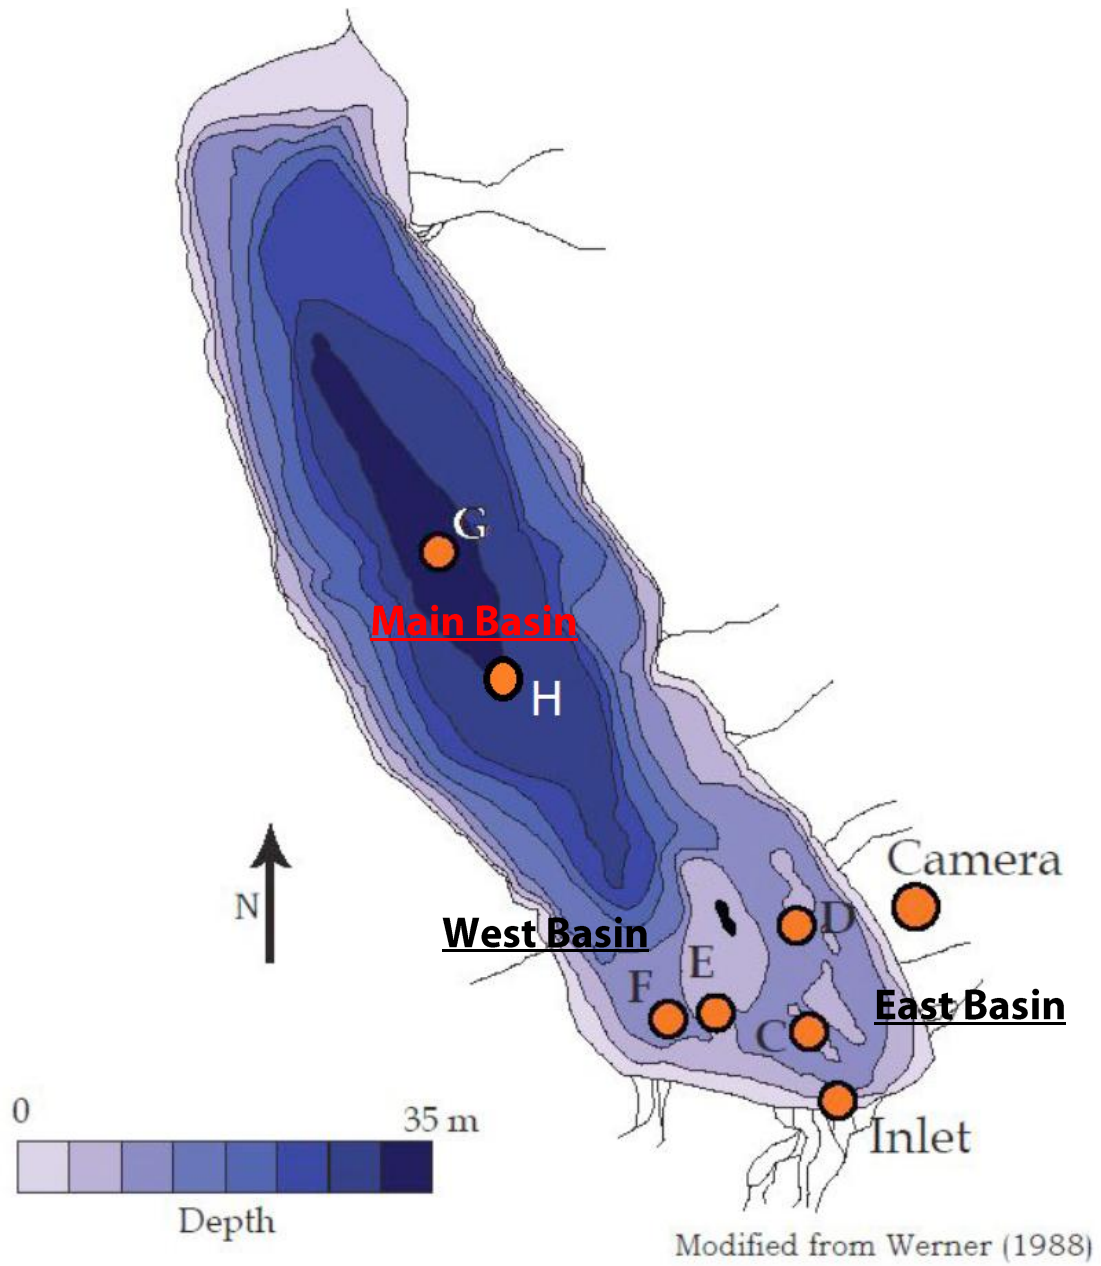 G
Main Basin
H
Camera
N
D
West Basin
E
F
East Basin
C
0
35 m
Inlet
Depth
Modified from Werner (1988)